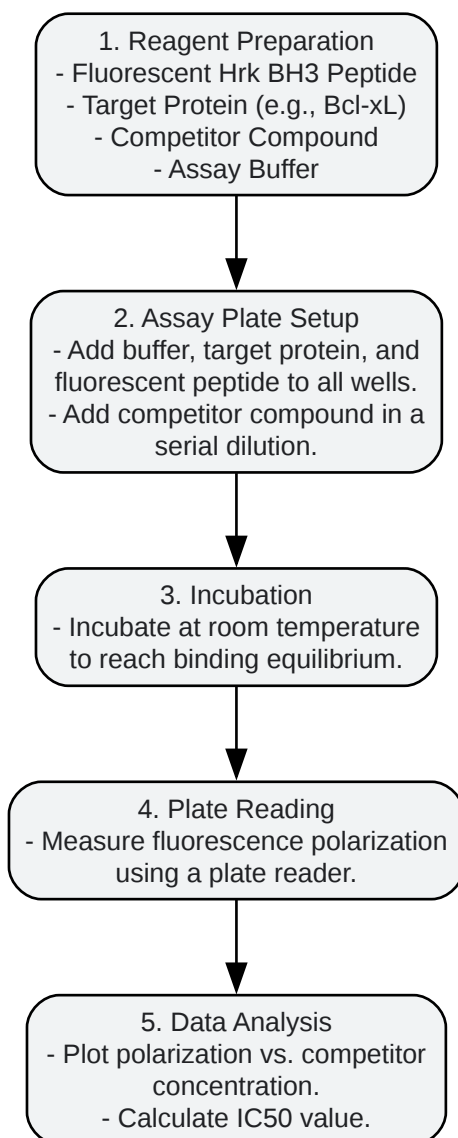 1. Reagent Preparation
- Fluorescent Hrk BH3 Peptide
- Target Protein (e.g., Bcl-xL)
- Competitor Compound
- Assay Buffer
2. Assay Plate Setup
- Add buffer, target protein, and
fluorescent peptide to all wells.
- Add competitor compound in a
serial dilution.
3. Incubation
- Incubate at room temperature
to reach binding equilibrium.
4. Plate Reading
- Measure fluorescence polarization
using a plate reader.
5. Data Analysis
- Plot polarization vs. competitor
concentration.
- Calculate IC50 value.